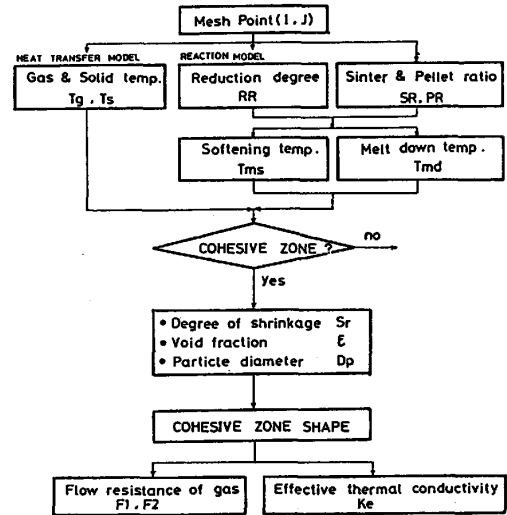 Mesh Point(I,J)
HEAT TRANSFER MODEL
Gas & Solid temp.
Tg , Ts
REACTION MODEL
Reduction degree
RR
Sinter & Pellet ratio
SR, PR
Softening temp.
Tms
Melt down temp.
Tmd
COHESIVE ZONE ?
no
Yes
• Degree of shrinkage Sr
• Void fraction ε
• Particle diameter Dp
COHESIVE ZONE SHAPE
Flow resistance of gas
F1 , F2
Effective thermal conductivity
Ke